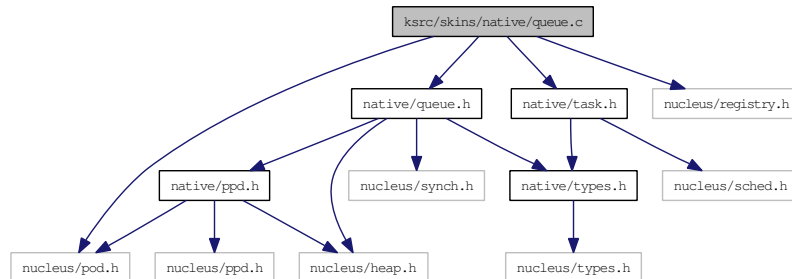 ksrc/skins/native/queue.c
native/queue.h
native/task.h
nucleus/registry.h
native/ppd.h
nucleus/synch.h
native/types.h
nucleus/sched.h
nucleus/pod.h
nucleus/ppd.h
nucleus/heap.h
nucleus/types.h